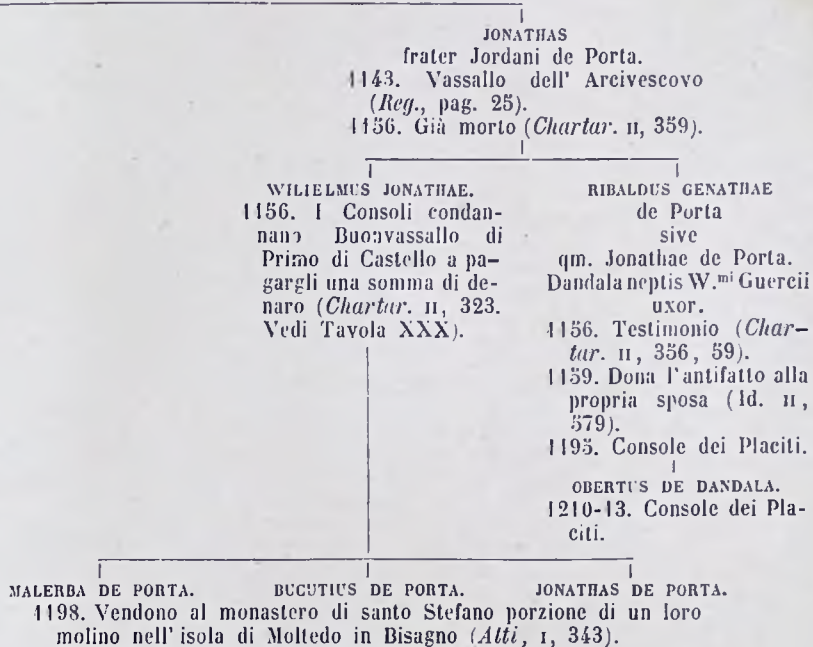 JONATHAS
frater Jordani de Porta.
1143. Vassallo dell' Arcivescovo
(Reg., pag. 25).
1156. Già morto (Chartar. II, 359).
WILIELMUS JONATHAE.
1156. I Consoli condan-
nano Buonvassallo di
Primo di Castello a pa-
gargli una somma di de-
naro (Chartar. II, 323.
Vedi Tavola XXX).
RIBALDUS GENATHAE
de Porta
sive
qm. Jonathae de Porta.
Dandala neptis W.mi Guercii
uxor.
1156. Testimonio (Char-
tar. II, 356, 59).
1159. Dona l'antifatto alla
propria sposa (Id. II,
579).
1195. Console dei Placiti.
OBERTUS DE DANDALA.
1210-13. Console dei Pla-
citi.
MALERBA DE PORTA. BUCUTIUS DE PORTA. JONATHAS DE PORTA.
1198. Vendono al monastero di santo Stefano porzione di un loro
molino nell' isola di Moltedo in Bisagno (Atti, I, 343).